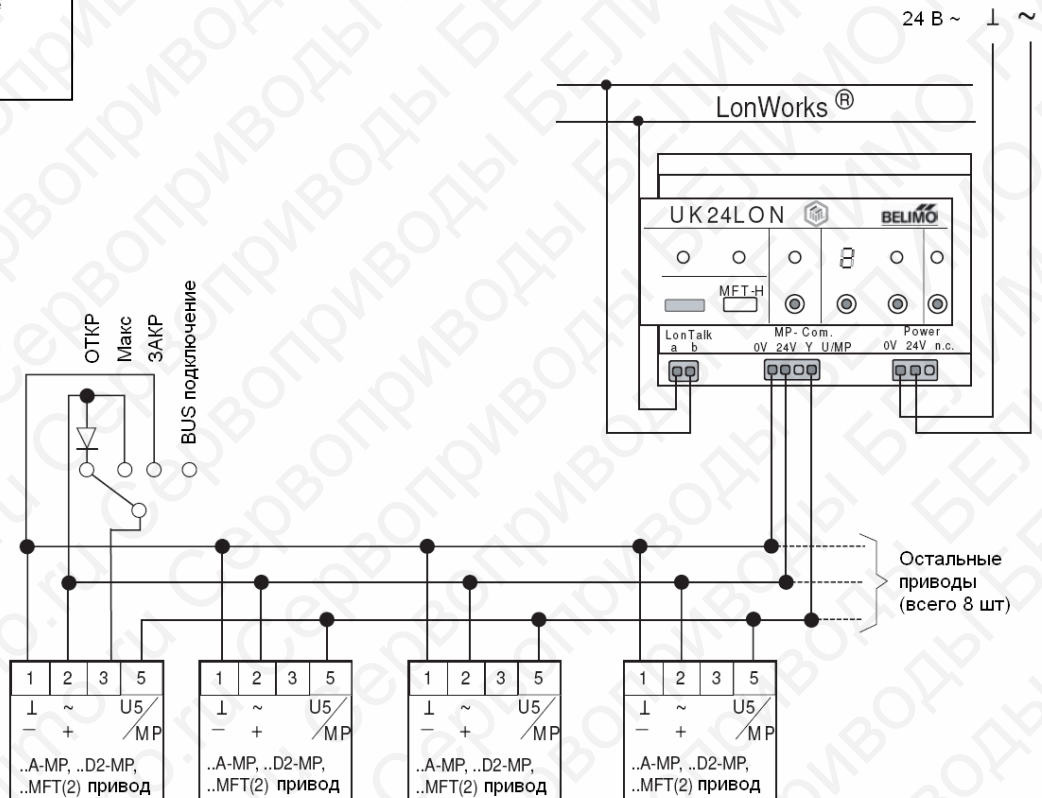 24 В ~ ⊥ ~
LonWorks ®
UK24LON BELIMO
8
MFT-H
LonTalk MP- Com. Power
a b 0V 24V Y U/MP 0V 24V n.c.
ОТКР
Макс
ЗАКР
BUS подключение
Остальные
приводы
(всего 8 шт)
1 2 3 5
⊥ ~ U5
— + MP
..A-MP, ..D2-MP,
..MFT(2) привод
1 2 3 5
⊥ ~ U5
— + MP
..A-MP, ..D2-MP,
..MFT(2) привод
1 2 3 5
⊥ ~ U5
— + MP
..A-MP, ..D2-MP,
..MFT(2) привод
1 2 3 5
⊥ ~ U5
— + MP
..A-MP, ..D2-MP,
..MFT(2) привод
Сервоприводы БЕЛИМО